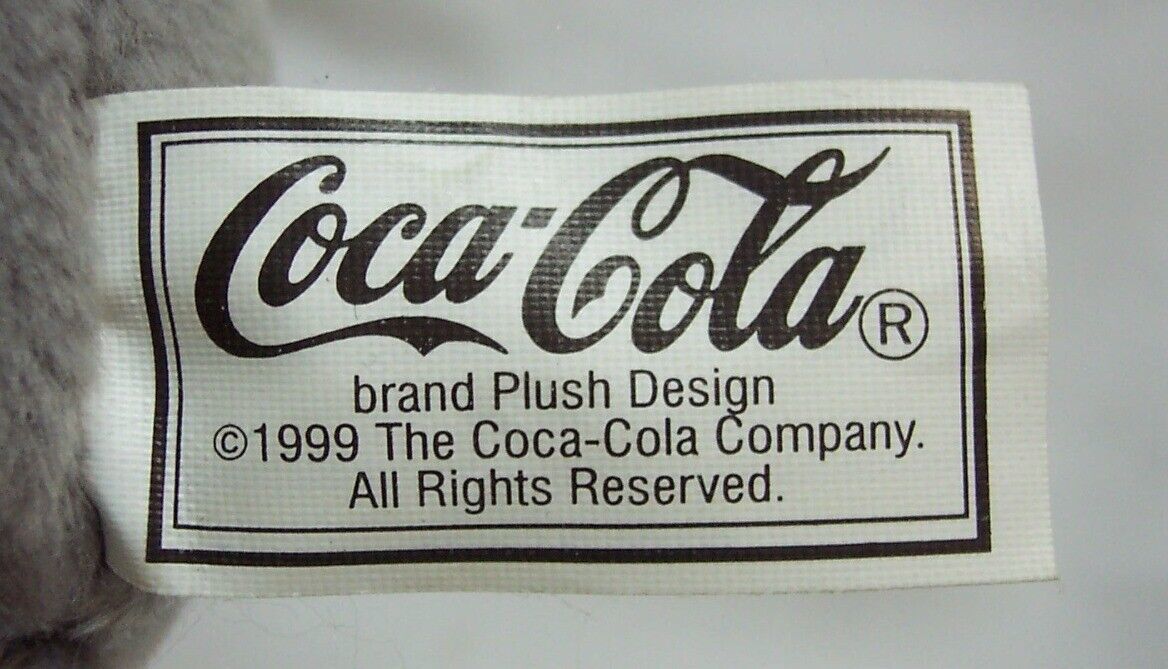 Coca-Cola®
brand Plush Design
©1999 The Coca-Cola Company.
All Rights Reserved.